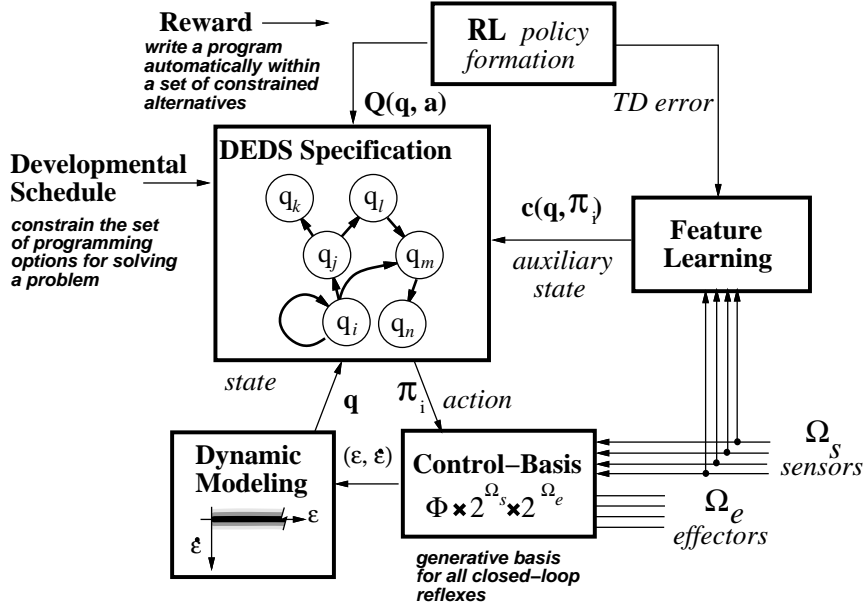 Reward
write a program
automatically within
a set of constrained
alternatives
RL policy
formation
Q(q, a)
TD error
Developmental
Schedule
constrain the set
of programming
options for solving
a problem
DEDS Specification
q_k
q_l
q_j
q_m
q_i
q_n
c(q, π_i)
auxiliary
state
Feature
Learning
state
q
π_i action
Dynamic
Modeling
ε
ε̇
(ε, ε̇)
Control–Basis
Φ × 2^Ω_s × 2^Ω_e
generative basis
for all closed–loop
reflexes
Ω_s
sensors
Ω_e
effectors